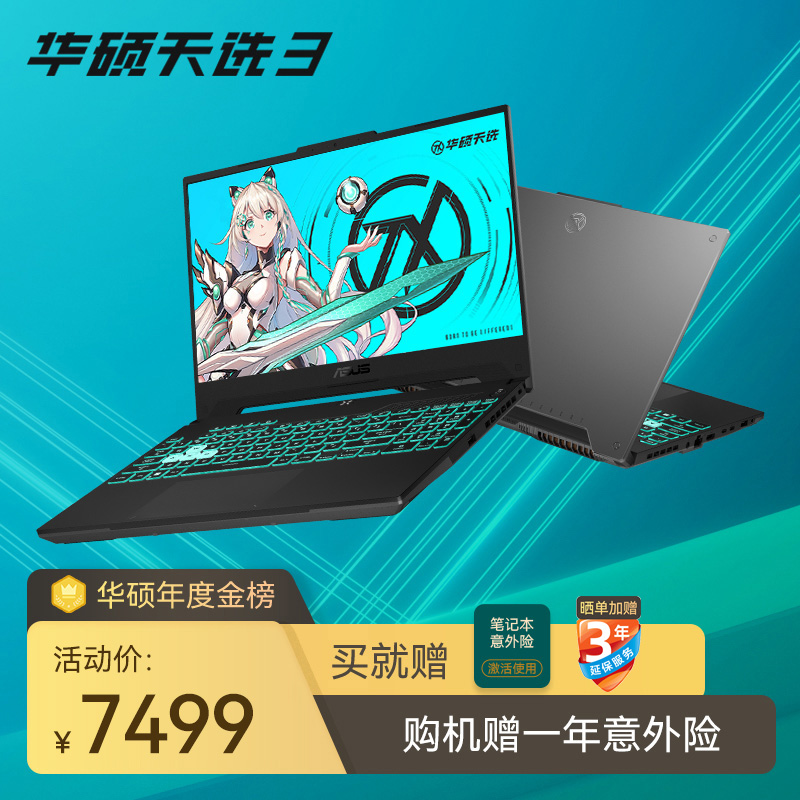 华硕天选3
TX 华硕天选
TX
BORN TO BE DIFFERENT
ASUS
华硕年度金榜
活动价:
¥7499
买就赠
笔记本
意外险
激活使用
晒单加赠
3年
延保服务
购机赠一年意外险